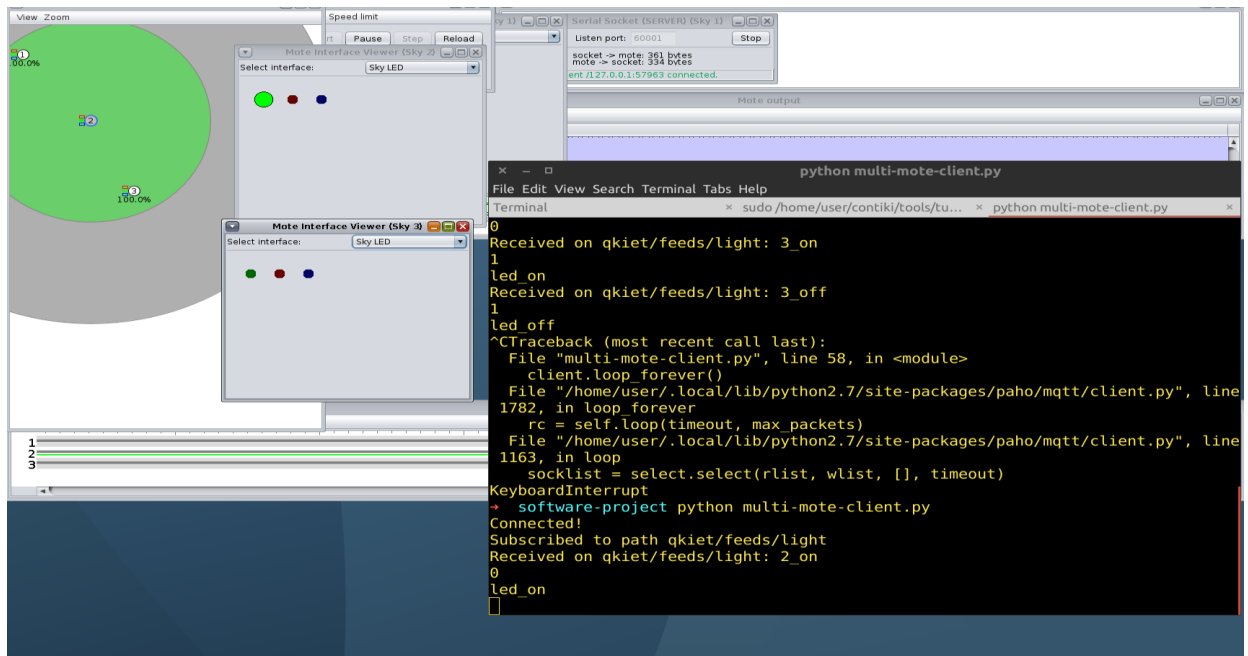 View Zoom
Speed limit
Pause Step Reload
1
00.0%
2
3
100.0%
Mote Interface Viewer (Sky 2)
Select interface:
Sky LED
Serial Socket (SERVER) (Sky 1)
Listen port: 60001
Stop
socket -> mote: 361 bytes
mote -> socket: 334 bytes
ent /127.0.0.1:57963 connected.
Mote output
Mote Interface Viewer (Sky 3)
Select interface:
Sky LED
1
2
3
python multi-mote-client.py
File Edit View Search Terminal Tabs Help
Terminal
sudo /home/user/contiki/tools/tu...
python multi-mote-client.py
0
Received on qkiet/feeds/light: 3_on
1
led_on
Received on qkiet/feeds/light: 3_off
1
led_off
^CTraceback (most recent call last):
File "multi-mote-client.py", line 58, in <module>
client.loop_forever()
File "/home/user/.local/lib/python2.7/site-packages/paho/mqtt/client.py", line
1782, in loop_forever
rc = self.loop(timeout, max_packets)
File "/home/user/.local/lib/python2.7/site-packages/paho/mqtt/client.py", line
1163, in loop
socklist = select.select(rlist, wlist, [], timeout)
KeyboardInterrupt
→ software-project python multi-mote-client.py
Connected!
Subscribed to path qkiet/feeds/light
Received on qkiet/feeds/light: 2_on
0
led_on